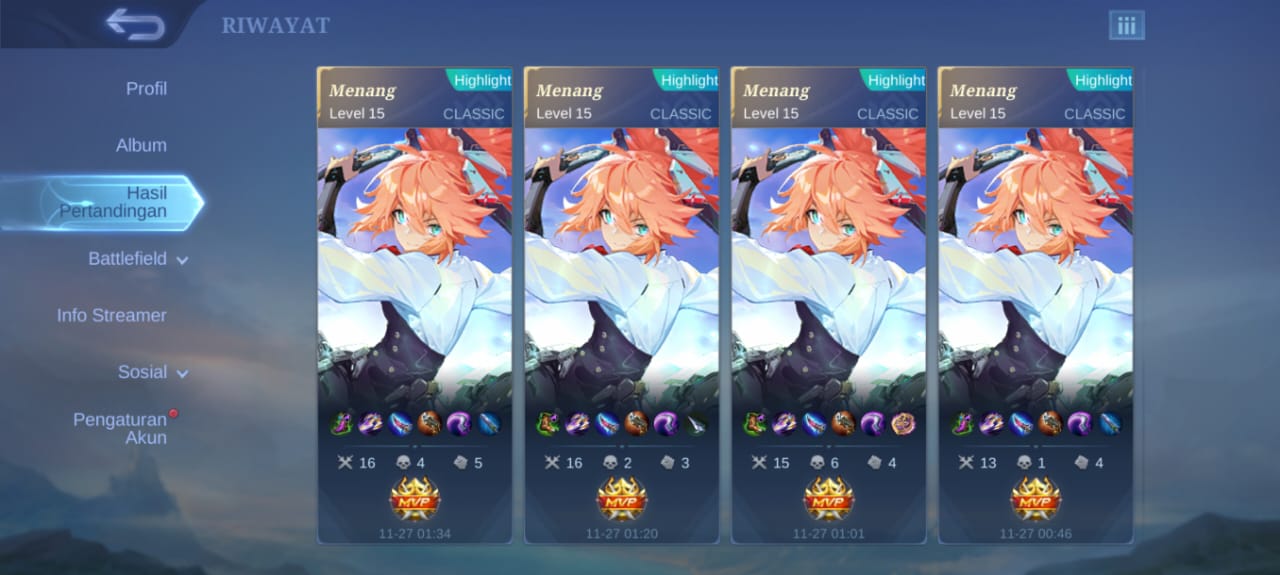 RIWAYAT
Profil
Album
Hasil
Pertandingan
Battlefield
Info Streamer
Sosial
Pengaturan
Akun
Menang
Highlight
Level 15
CLASSIC
16 4 5
MVP
11-27 01:34
Menang
Highlight
Level 15
CLASSIC
16 2 3
MVP
11-27 01:20
Menang
Highlight
Level 15
CLASSIC
15 6 4
MVP
11-27 01:01
Menang
Highlight
Level 15
CLASSIC
13 1 4
MVP
11-27 00:46